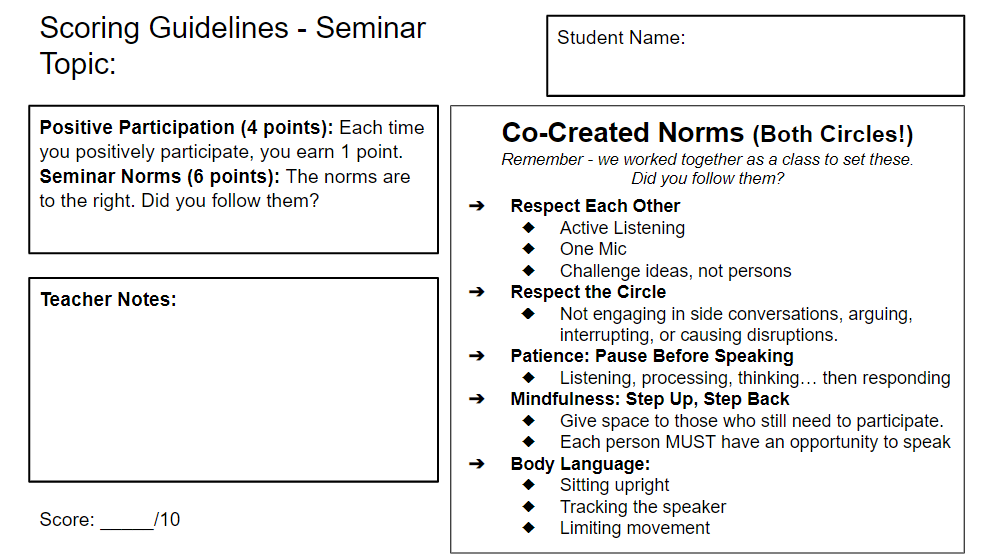 Scoring Guidelines - Seminar
Topic:
Student Name:
Positive Participation (4 points): Each time
you positively participate, you earn 1 point.
Seminar Norms (6 points): The norms are
to the right. Did you follow them?
Teacher Notes:
Score: _____/10
Co-Created Norms (Both Circles!)
Remember - we worked together as a class to set these.
Did you follow them?
➔ Respect Each Other
◆ Active Listening
◆ One Mic
◆ Challenge ideas, not persons
➔ Respect the Circle
◆ Not engaging in side conversations, arguing,
interrupting, or causing disruptions.
➔ Patience: Pause Before Speaking
◆ Listening, processing, thinking… then responding
➔ Mindfulness: Step Up, Step Back
◆ Give space to those who still need to participate.
◆ Each person MUST have an opportunity to speak
➔ Body Language:
◆ Sitting upright
◆ Tracking the speaker
◆ Limiting movement